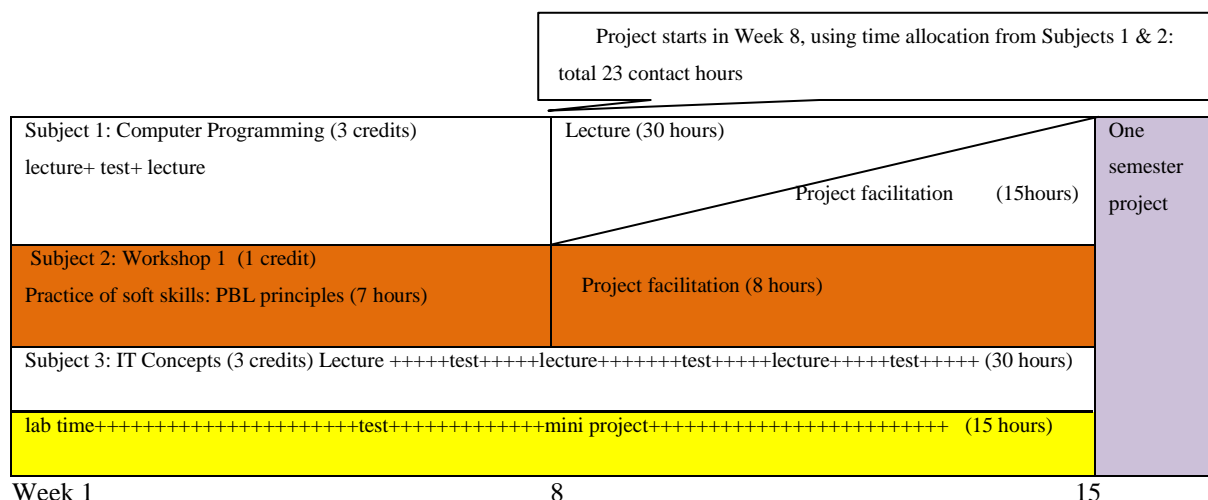 Project starts in Week 8, using time allocation from Subjects 1 & 2:
total 23 contact hours
Subject 1: Computer Programming (3 credits)
lecture+ test+ lecture
Lecture (30 hours)
Project facilitation (15hours)
One
semester
project
Subject 2: Workshop 1 (1 credit)
Practice of soft skills: PBL principles (7 hours)
Project facilitation (8 hours)
Subject 3: IT Concepts (3 credits) Lecture +++++test+++++lecture+++++++test+++++lecture+++++test+++++ (30 hours)
lab time++++++++++++++++++++++test+++++++++++++mini project+++++++++++++++++++++++++ (15 hours)
Week 1 8 15